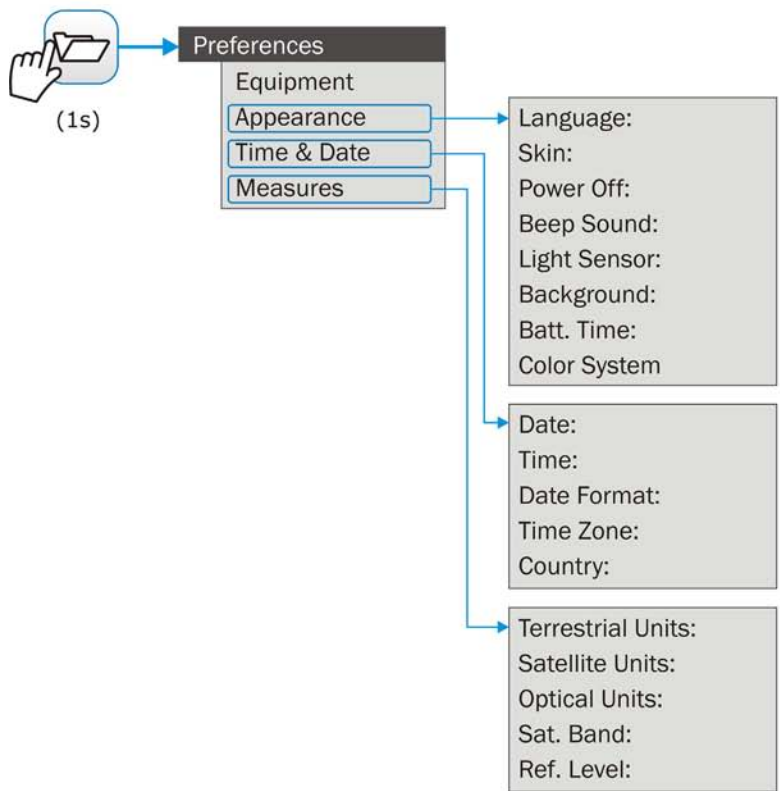 Preferences
(1s)
Equipment
Appearance
Time & Date
Measures
Language:
Skin:
Power Off:
Beep Sound:
Light Sensor:
Background:
Batt. Time:
Color System
Date:
Time:
Date Format:
Time Zone:
Country:
Terrestrial Units:
Satellite Units:
Optical Units:
Sat. Band:
Ref. Level: